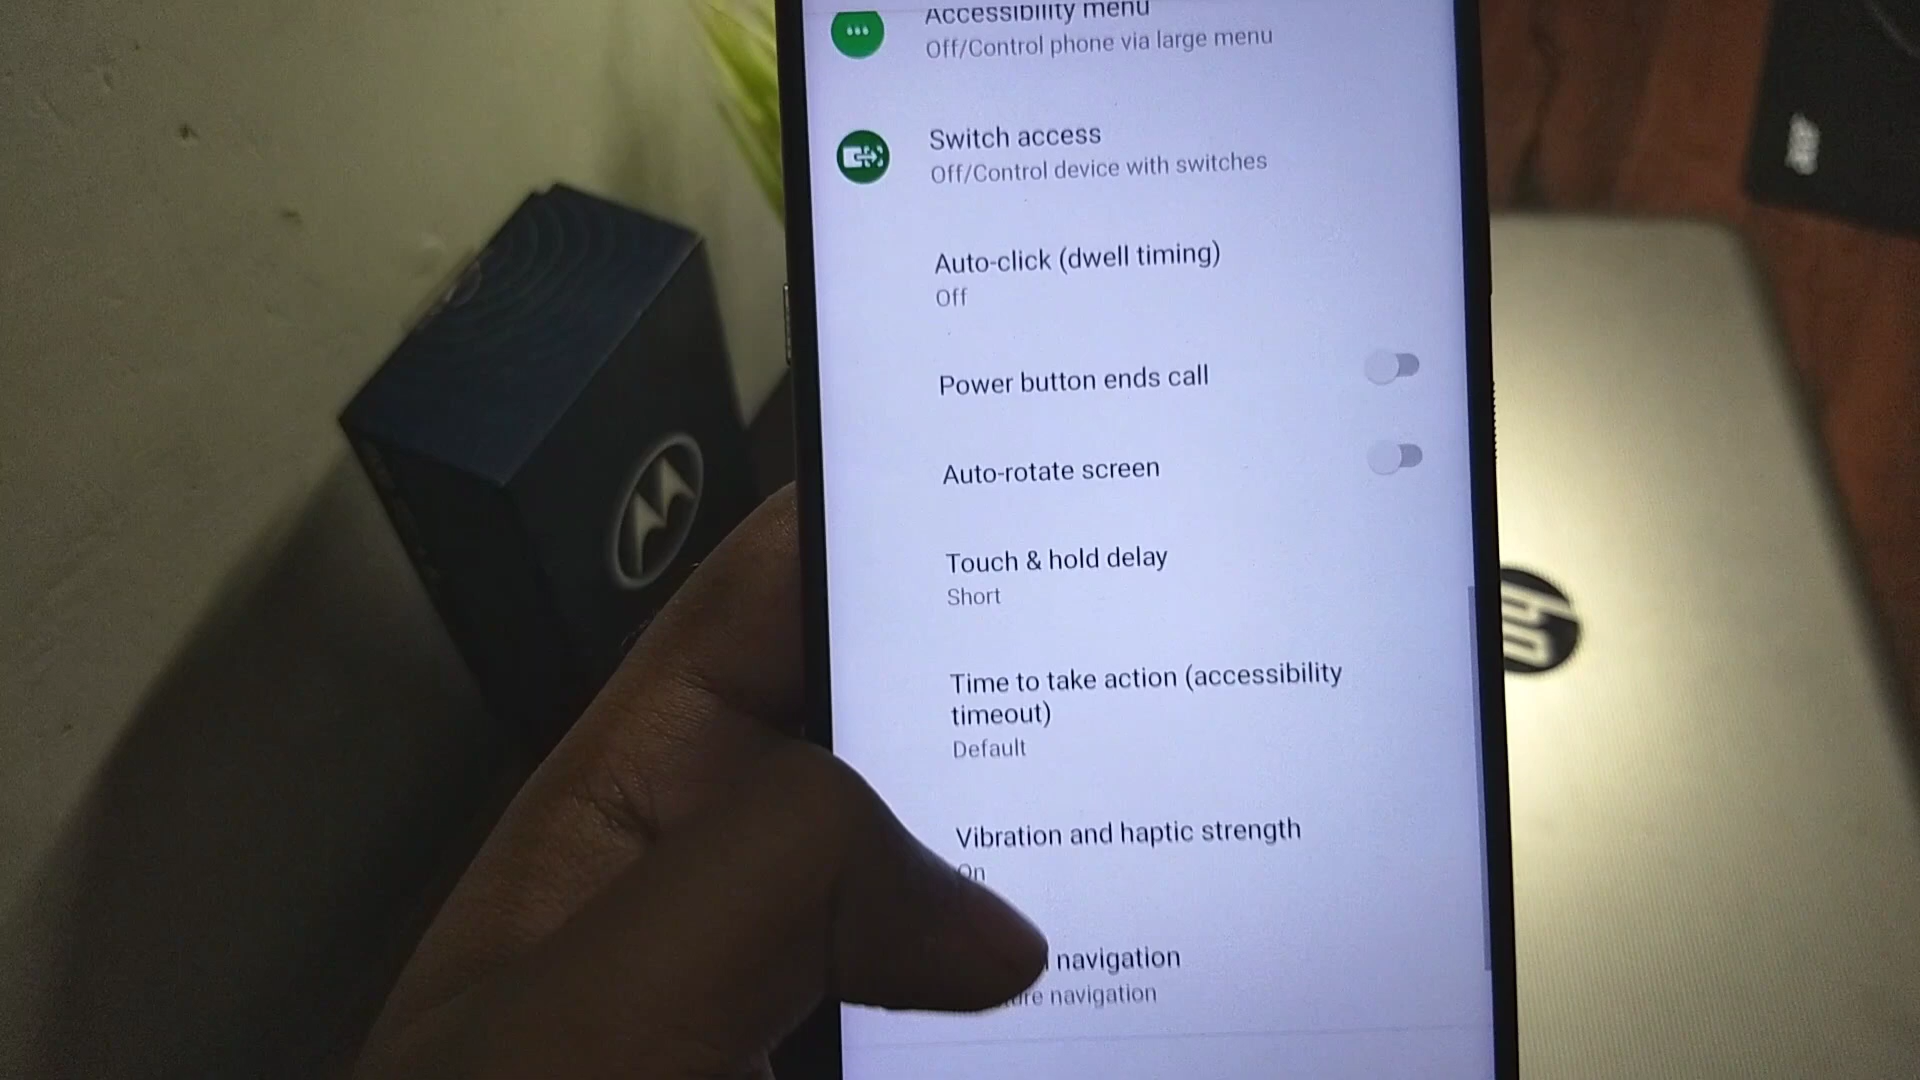 Accessibility menu
Off/Control phone via large menu
Switch access
Off/Control device with switches
Auto-click (dwell timing)
Off
Power button ends call
Auto-rotate screen
Touch & hold delay
Short
Time to take action (accessibility
timeout)
Default
Vibration and haptic strength
On
navigation
navigation
hp